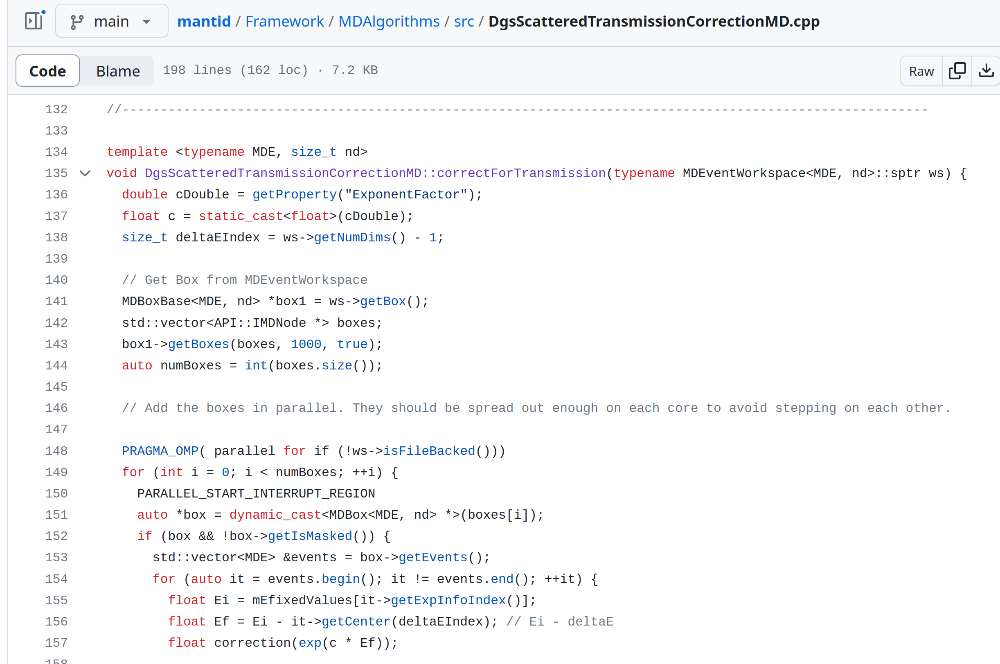 main mantid / Framework / MDAlgorithms / src / DgsScatteredTransmissionCorrectionMD.cpp
Code Blame 198 lines (162 loc) · 7.2 KB Raw
132 //---------------------------------------------------------------------------------------------------------
133
134 template <typename MDE, size_t nd>
135 void DgsScatteredTransmissionCorrectionMD::correctForTransmission(typename MDEventWorkspace<MDE, nd>::sptr ws) {
136   double cDouble = getProperty("ExponentFactor");
137   float c = static_cast<float>(cDouble);
138   size_t deltaEIndex = ws->getNumDims() - 1;
139
140   // Get Box from MDEventWorkspace
141   MDBoxBase<MDE, nd> *box1 = ws->getBox();
142   std::vector<API::IMDNode *> boxes;
143   box1->getBoxes(boxes, 1000, true);
144   auto numBoxes = int(boxes.size());
145
146   // Add the boxes in parallel. They should be spread out enough on each core to avoid stepping on each other.
147
148   PRAGMA_OMP( parallel for if (!ws->isFileBacked()))
149   for (int i = 0; i < numBoxes; ++i) {
150     PARALLEL_START_INTERRUPT_REGION
151     auto *box = dynamic_cast<MDBox<MDE, nd> *>(boxes[i]);
152     if (box && !box->getIsMasked()) {
153       std::vector<MDE> &events = box->getEvents();
154       for (auto it = events.begin(); it != events.end(); ++it) {
155         float Ei = mEfixedValues[it->getExpInfoIndex()];
156         float Ef = Ei - it->getCenter(deltaEIndex); // Ei - deltaE
157         float correction(exp(c * Ef));
158